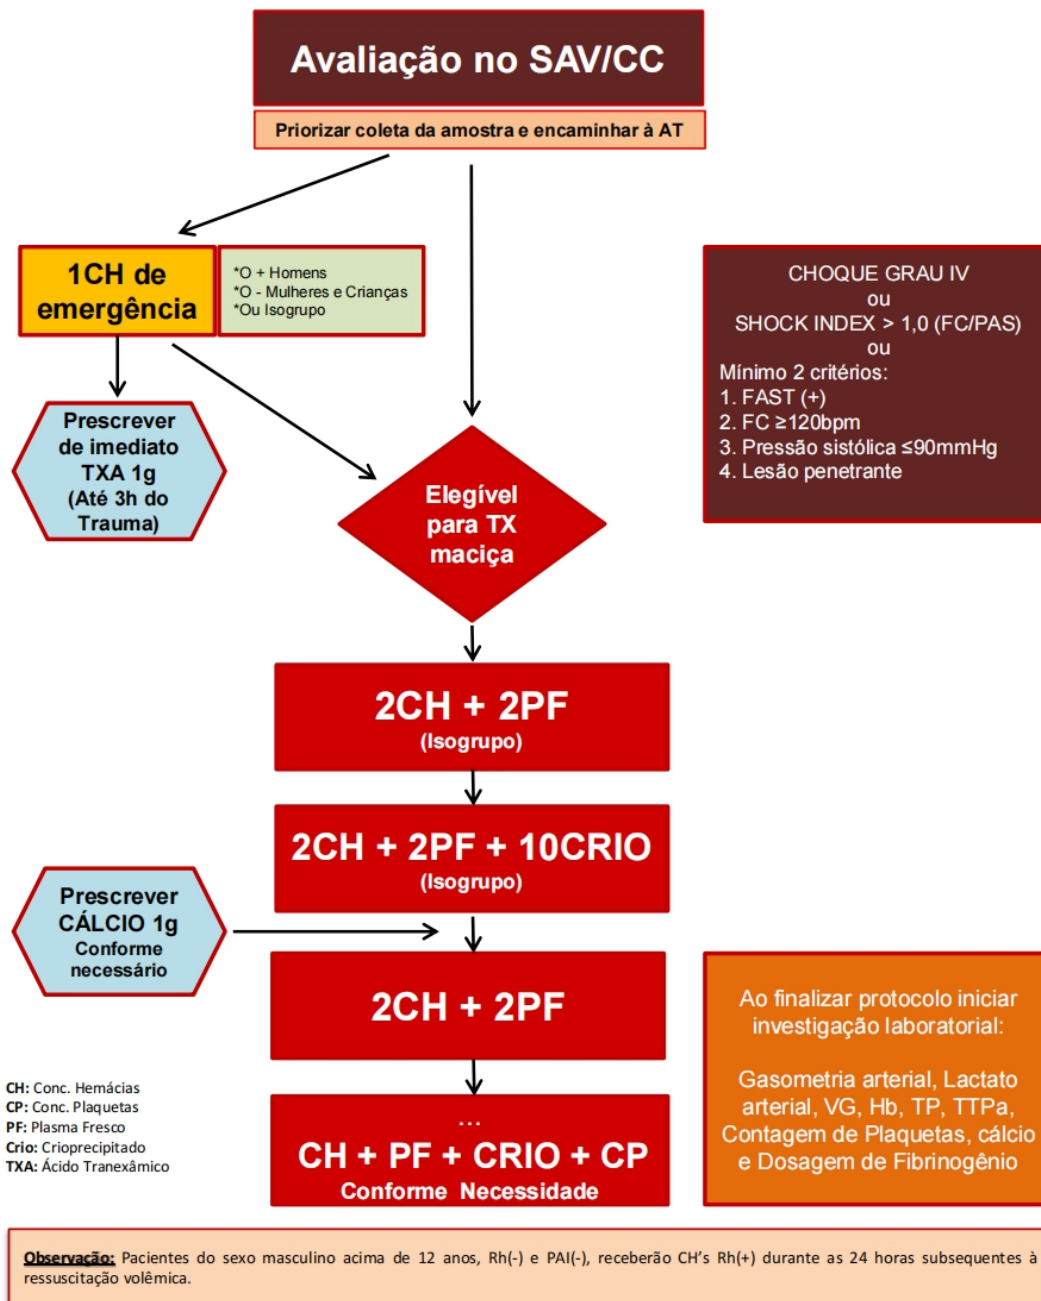 Avaliação no SAV/CC
Priorizar coleta da amostra e encaminhar à AT
1CH de
emergência
*O + Homens
*O - Mulheres e Crianças
*Ou Isogrupo
CHOQUE GRAU IV
ou
SHOCK INDEX > 1,0 (FC/PAS)
ou
Mínimo 2 critérios:
1. FAST (+)
2. FC ≥120bpm
3. Pressão sistólica ≤90mmHg
4. Lesão penetrante
Prescrever
de imediato
TXA 1g
(Até 3h do
Trauma)
Elegível
para TX
maciça
2CH + 2PF
(Isogrupo)
2CH + 2PF + 10CRIO
(Isogrupo)
Prescrever
CÁLCIO 1g
Conforme
necessário
2CH + 2PF
Ao finalizar protocolo iniciar
investigação laboratorial:
Gasometria arterial, Lactato
arterial, VG, Hb, TP, TTPa,
Contagem de Plaquetas, cálcio
e Dosagem de Fibrinogênio
CH: Conc. Hemácias
CP: Conc. Plaquetas
PF: Plasma Fresco
Crio: Crioprecipitado
TXA: Ácido Tranexâmico
...
CH + PF + CRIO + CP
Conforme Necessidade
Observação: Pacientes do sexo masculino acima de 12 anos, Rh(-) e PAI(-), receberão CH's Rh(+) durante as 24 horas subsequentes à
ressuscitação volêmica.